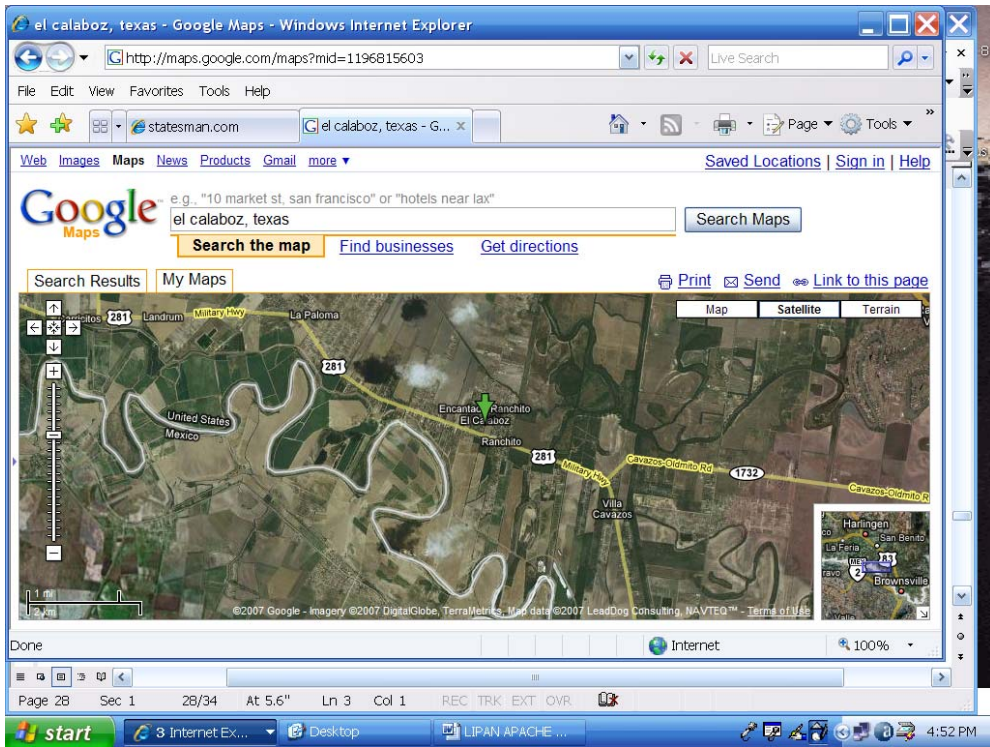 el calaboz, texas - Google Maps - Windows Internet Explorer
http://maps.google.com/maps?mid=1196815603
Live Search
File Edit View Favorites Tools Help
statesman.com
el calaboz, texas - G...
Page
Tools
Web Images Maps News Products Gmail more ▼
Saved Locations | Sign in | Help
Google
Maps
e.g., "10 market st, san francisco" or "hotels near lax"
el calaboz, texas
Search Maps
Search the map Find businesses Get directions
Search Results My Maps
Print Send Link to this page
Map Satellite Terrain
281 Landrum Military Hwy La Paloma
281
United States
Mexico
Encantada Ranchito
El Calaboz
Ranchito
281 Military Hwy
Cavazos-Oldmito Rd
1732
Cavazos-Oldmito R
Villa
Cavazos
Harlingen
San Benito
La Feria
83
2
Brownsville
1 mi
2 km
©2007 Google - Imagery ©2007 DigitalGlobe, TerraMetrics, Map data ©2007 LeadDog Consulting, NAVTEQ™ - Terms of Use
Done
Internet
100%
Page 28 Sec 1 28/34 At 5.6" Ln 3 Col 1 REC TRK EXT OVR
start
3 Internet Ex...
Desktop
LIPAN APACHE ...
4:52 PM